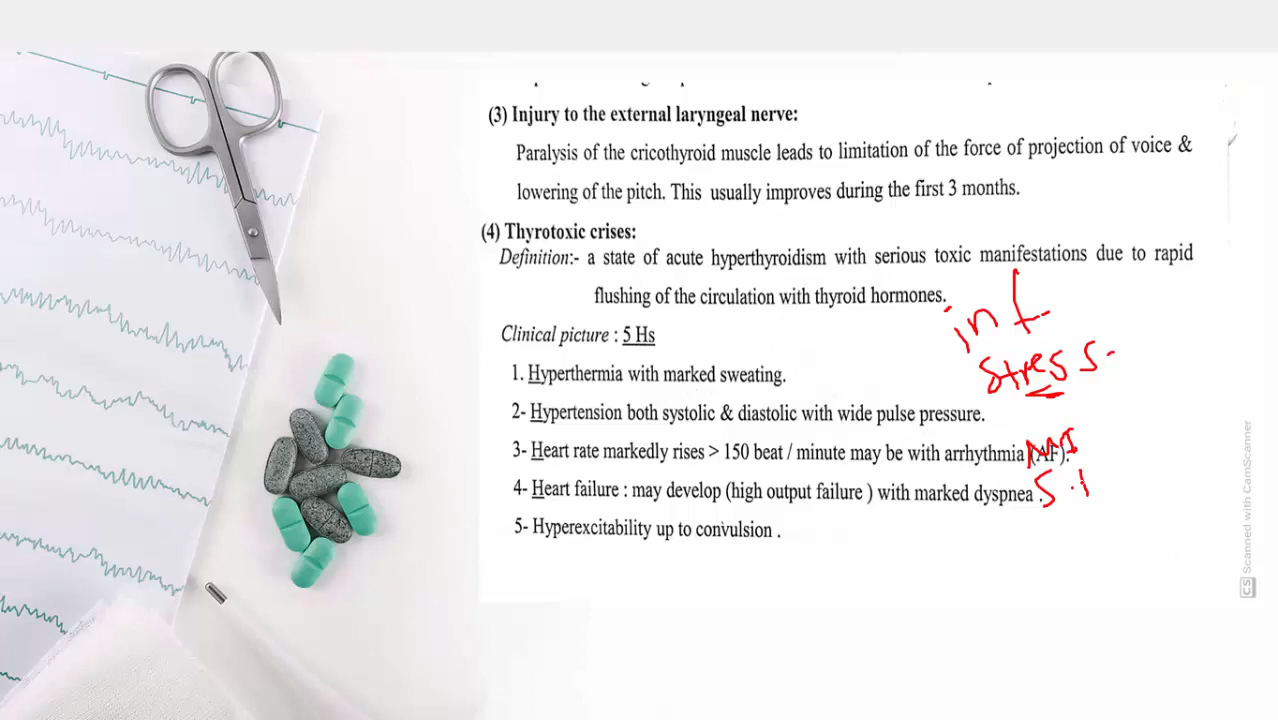 (3) Injury to the external laryngeal nerve:
Paralysis of the cricothyroid muscle leads to limitation of the force of projection of voice &
lowering of the pitch. This usually improves during the first 3 months.
(4) Thyrotoxic crises:
Definition:- a state of acute hyperthyroidism with serious toxic manifestations due to rapid
flushing of the circulation with thyroid hormones.
inf
Clinical picture : 5 Hs
stress
1. Hyperthermia with marked sweating.
2- Hypertension both systolic & diastolic with wide pulse pressure.
3- Heart rate markedly rises > 150 beat / minute may be with arrhythmia (AF).
4- Heart failure : may develop (high output failure ) with marked dyspnea .
5- Hyperexcitability up to convulsion .
CS Scanned with CamScanner